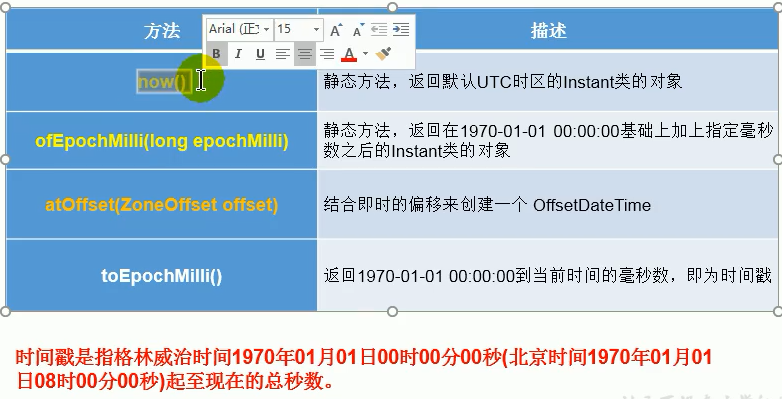 方法
描述
Arial (正
15
B I U A
now()
静态方法，返回默认UTC时区的Instant类的对象
ofEpochMilli(long epochMilli)
静态方法，返回在1970-01-01 00:00:00基础上加上指定毫秒
数之后的Instant类的对象
atOffset(ZoneOffset offset)
结合即时的偏移来创建一个 OffsetDateTime
toEpochMilli()
返回1970-01-01 00:00:00到当前时间的毫秒数，即为时间戳
时间戳是指格林威治时间1970年01月01日00时00分00秒(北京时间1970年01月01
日08时00分00秒)起至现在的总秒数。